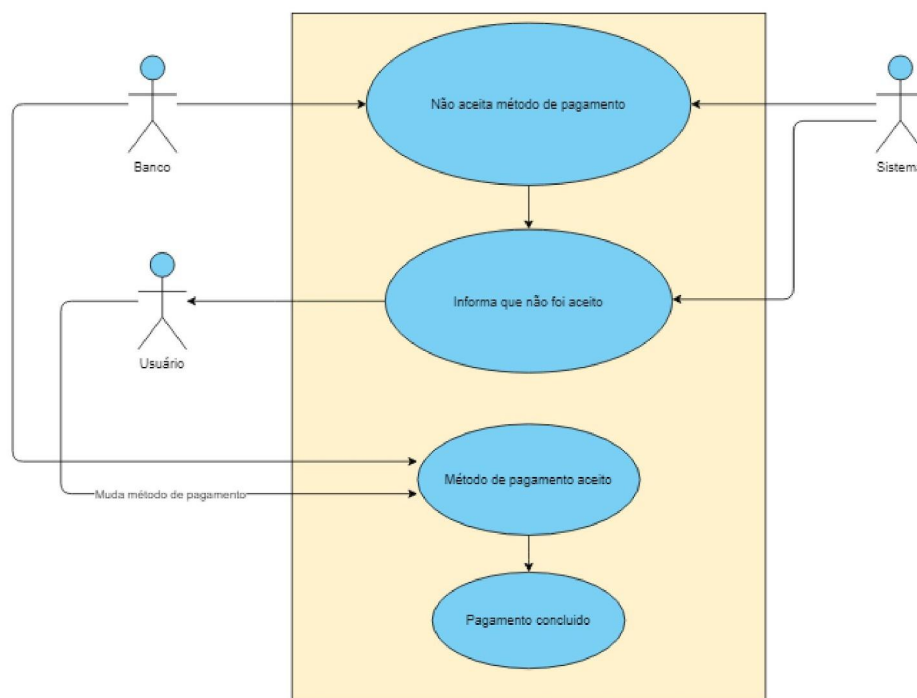 Não aceita método de pagamento
Banco
Sistema
Informa que não foi aceito
Usuário
Método de pagamento aceito
Muda método de pagamento
Pagamento concluido